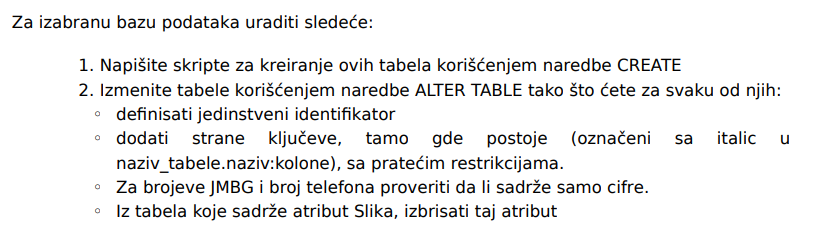 Za izabranu bazu podataka uraditi sledeće:
1. Napišite skripte za kreiranje ovih tabela korišćenjem naredbe CREATE
2. Izmenite tabele korišćenjem naredbe ALTER TABLE tako što ćete za svaku od njih:
◦ definisati jedinstveni identifikator
◦ dodati strane ključeve, tamo gde postoje (označeni sa italic u
naziv_tabele.naziv:kolone), sa pratećim restrikcijama.
◦ Za brojeve JMBG i broj telefona proveriti da li sadrže samo cifre.
◦ Iz tabela koje sadrže atribut Slika, izbrisati taj atribut